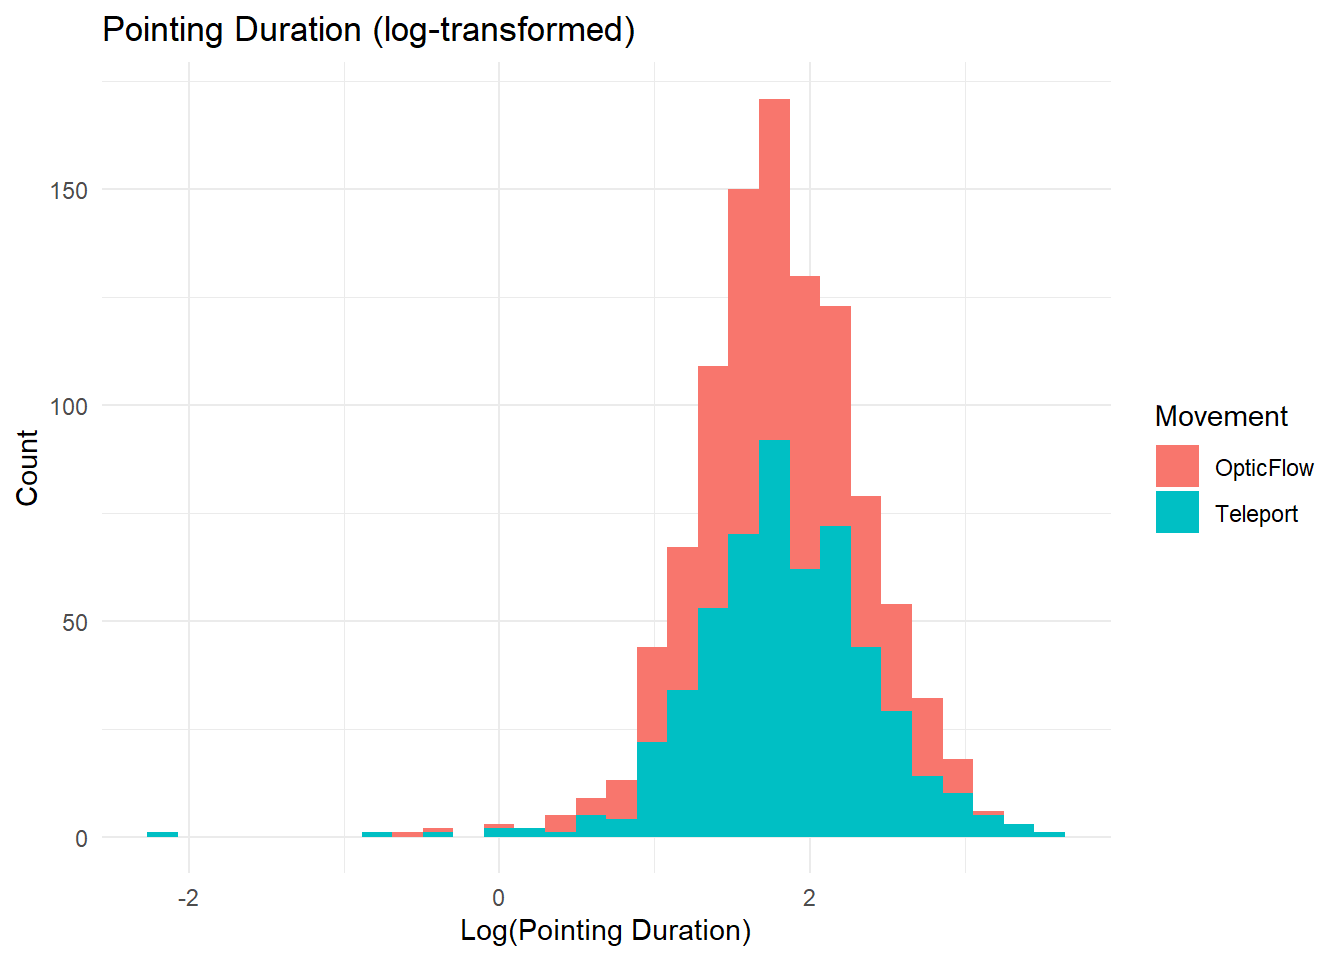 Pointing Duration (log-transformed)
150
100
50
0
Count
-2
0
2
Log(Pointing Duration)
Movement
OpticFlow
Teleport